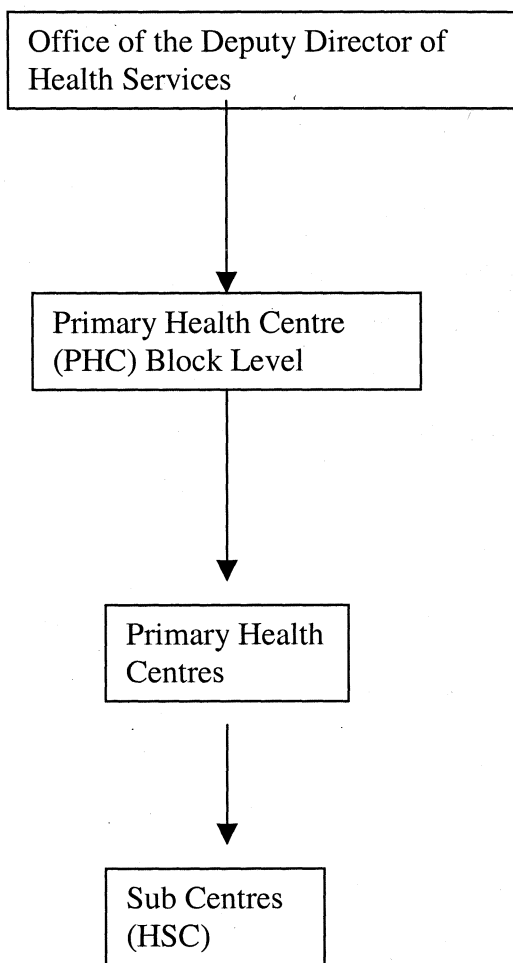 Office of the Deputy Director of
Health Services
Primary Health Centre
(PHC) Block Level
Primary Health
Centres
Sub Centres
(HSC)